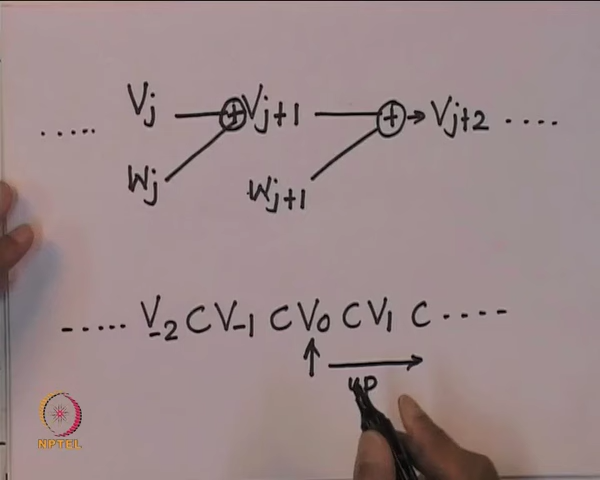 ..... Vj ⊕ Vj+1 ⊕ → Vj+2 ....
Wj Wj+1
----- V-2 ⊂ V-1 ⊂ V0 ⊂ V1 ⊂ ----
↑ →
up
NPTEL